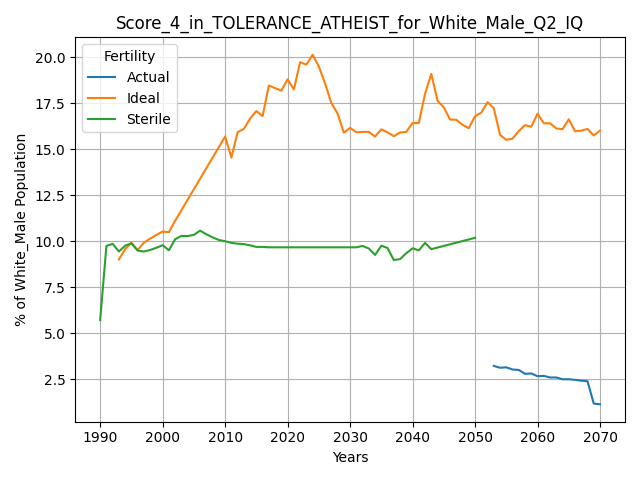 Score_4_in_TOLERANCE_ATHEIST_for_White_Male_Q2_IQ
Fertility
Actual
Ideal
Sterile
% of White_Male Population
20.0
17.5
15.0
12.5
10.0
7.5
5.0
2.5
1990 2000 2010 2020 2030 2040 2050 2060 2070
Years